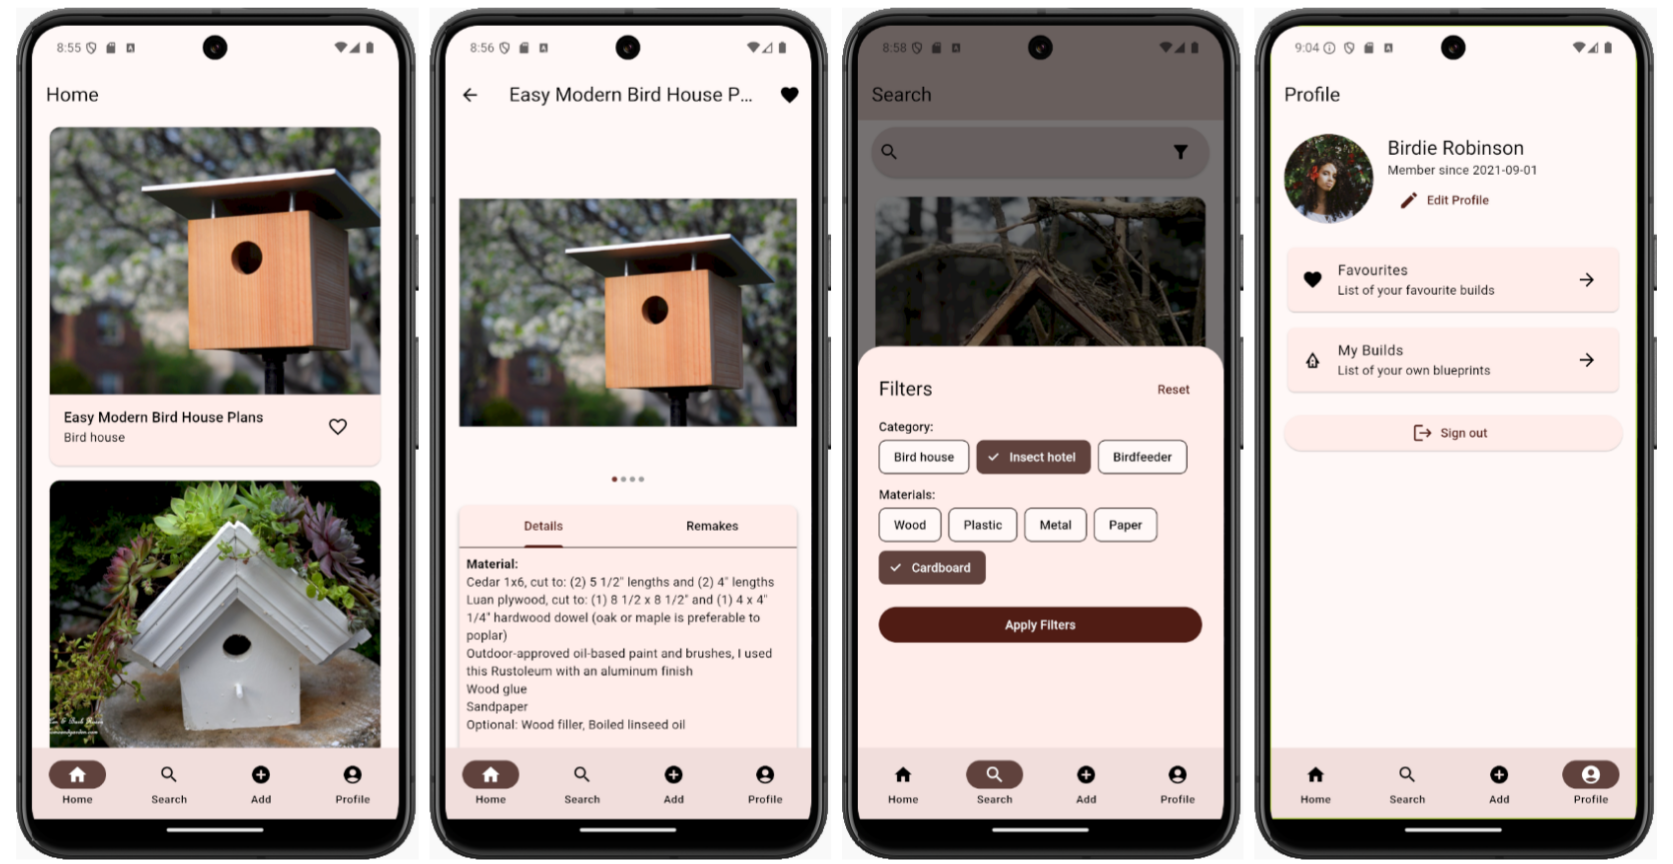 8:55
Home
Easy Modern Bird House Plans
Bird house
Home
Search
Add
Profile
8:56
Easy Modern Bird House P...
Details
Remakes
Material:
Cedar 1x6, cut to: (2) 5 1/2" lengths and (2) 4" lengths
Luan plywood, cut to: (1) 8 1/2 x 8 1/2" and (1) 4 x 4"
1/4" hardwood dowel (oak or maple is preferable to
poplar)
Outdoor-approved oil-based paint and brushes, I used
this Rustoleum with an aluminum finish
Wood glue
Sandpaper
Optional: Wood filler, Boiled linseed oil
Home
Search
Add
Profile
8:58
Search
Filters
Reset
Category:
Bird house
Insect hotel
Birdfeeder
Materials:
Wood
Plastic
Metal
Paper
Cardboard
Apply Filters
Home
Search
Add
Profile
9:04
Profile
Birdie Robinson
Member since 2021-09-01
Edit Profile
Favourites
List of your favourite builds
My Builds
List of your own blueprints
Sign out
Home
Search
Add
Profile